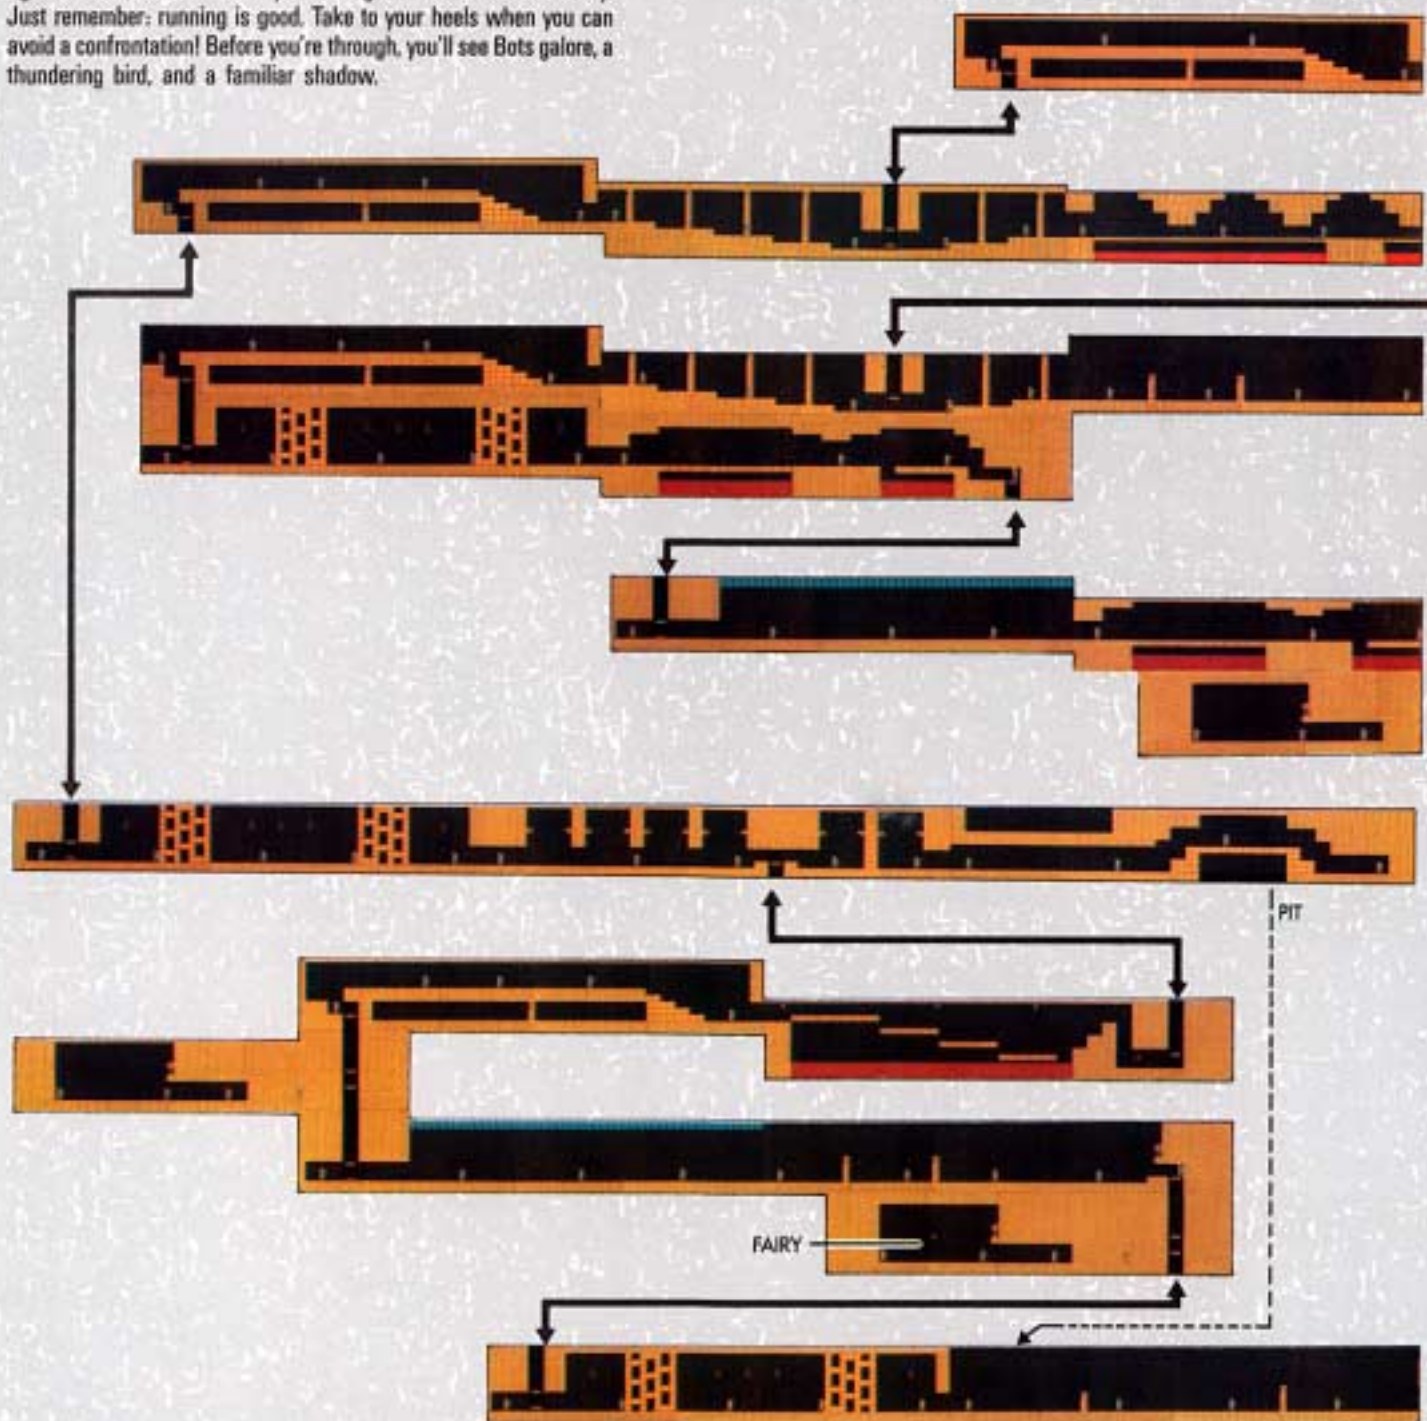 Just remember: running is good. Take to your heels when you can
avoid a confrontation! Before you're through, you'll see Bots galore, a
thundering bird, and a familiar shadow.
PIT
FAIRY